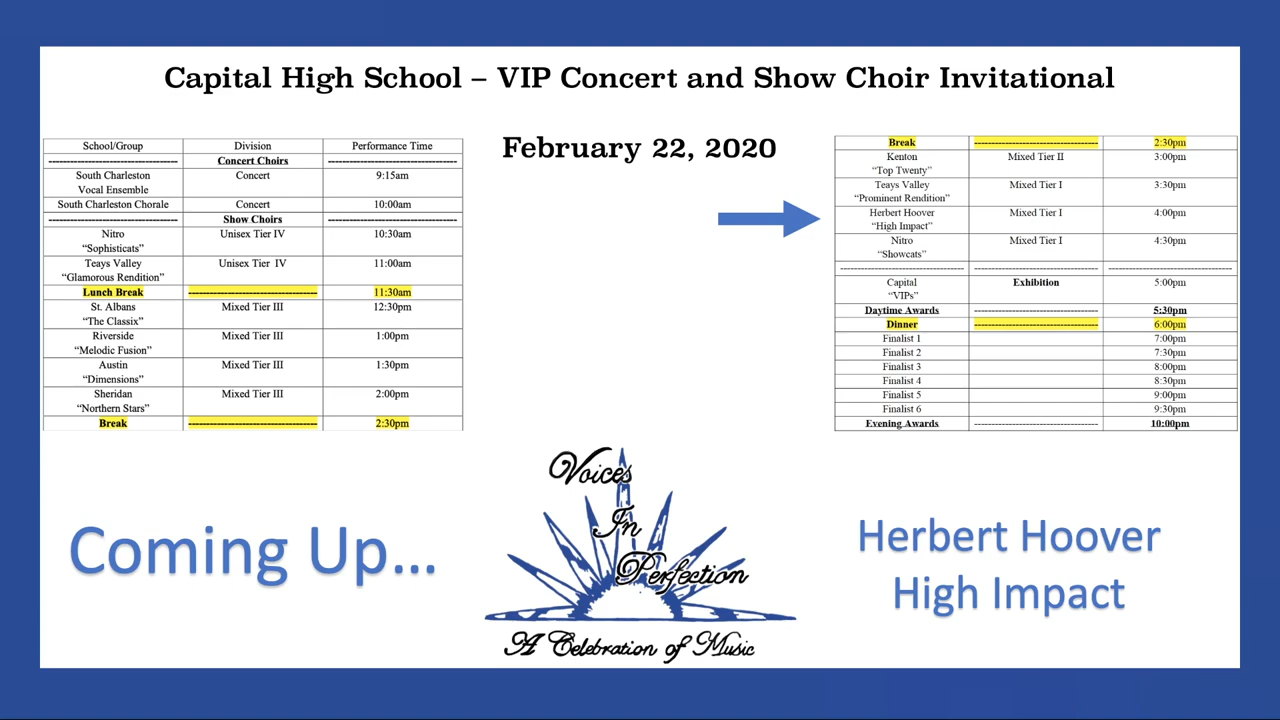 Capital High School – VIP Concert and Show Choir Invitational
February 22, 2020
School/Group Division Performance Time
------------------------------------ Concert Choirs ------------------------------------
South Charleston Concert 9:15am
Vocal Ensemble
South Charleston Chorale Concert 10:00am
------------------------------------ Show Choirs ------------------------------------
Nitro Unisex Tier IV 10:30am
“Sophisticats”
Teays Valley Unisex Tier IV 11:00am
“Glamorous Rendition”
Lunch Break ------------------------------------ 11:30am
St. Albans Mixed Tier III 12:30pm
“The Classix”
Riverside Mixed Tier III 1:00pm
“Melodic Fusion”
Austin Mixed Tier III 1:30pm
“Dimensions”
Sheridan Mixed Tier III 2:00pm
“Northern Stars”
Break ------------------------------------ 2:30pm
Break ------------------------------------ 2:30pm
Kenton Mixed Tier II 3:00pm
“Top Twenty”
Teays Valley Mixed Tier I 3:30pm
“Prominent Rendition”
Herbert Hoover Mixed Tier I 4:00pm
“High Impact”
Nitro Mixed Tier I 4:30pm
“Showcats”
------------------------------------ ------------------------------------ ------------------------------------
Capital Exhibition 5:00pm
“VIPs”
Daytime Awards ------------------------------------ 5:30pm
Dinner ------------------------------------ 6:00pm
Finalist 1 7:00pm
Finalist 2 7:30pm
Finalist 3 8:00pm
Finalist 4 8:30pm
Finalist 5 9:00pm
Finalist 6 9:30pm
Evening Awards ------------------------------------ 10:00pm
Coming Up...
Voices
In
Perfection
A Celebration of Music
Herbert Hoover
High Impact